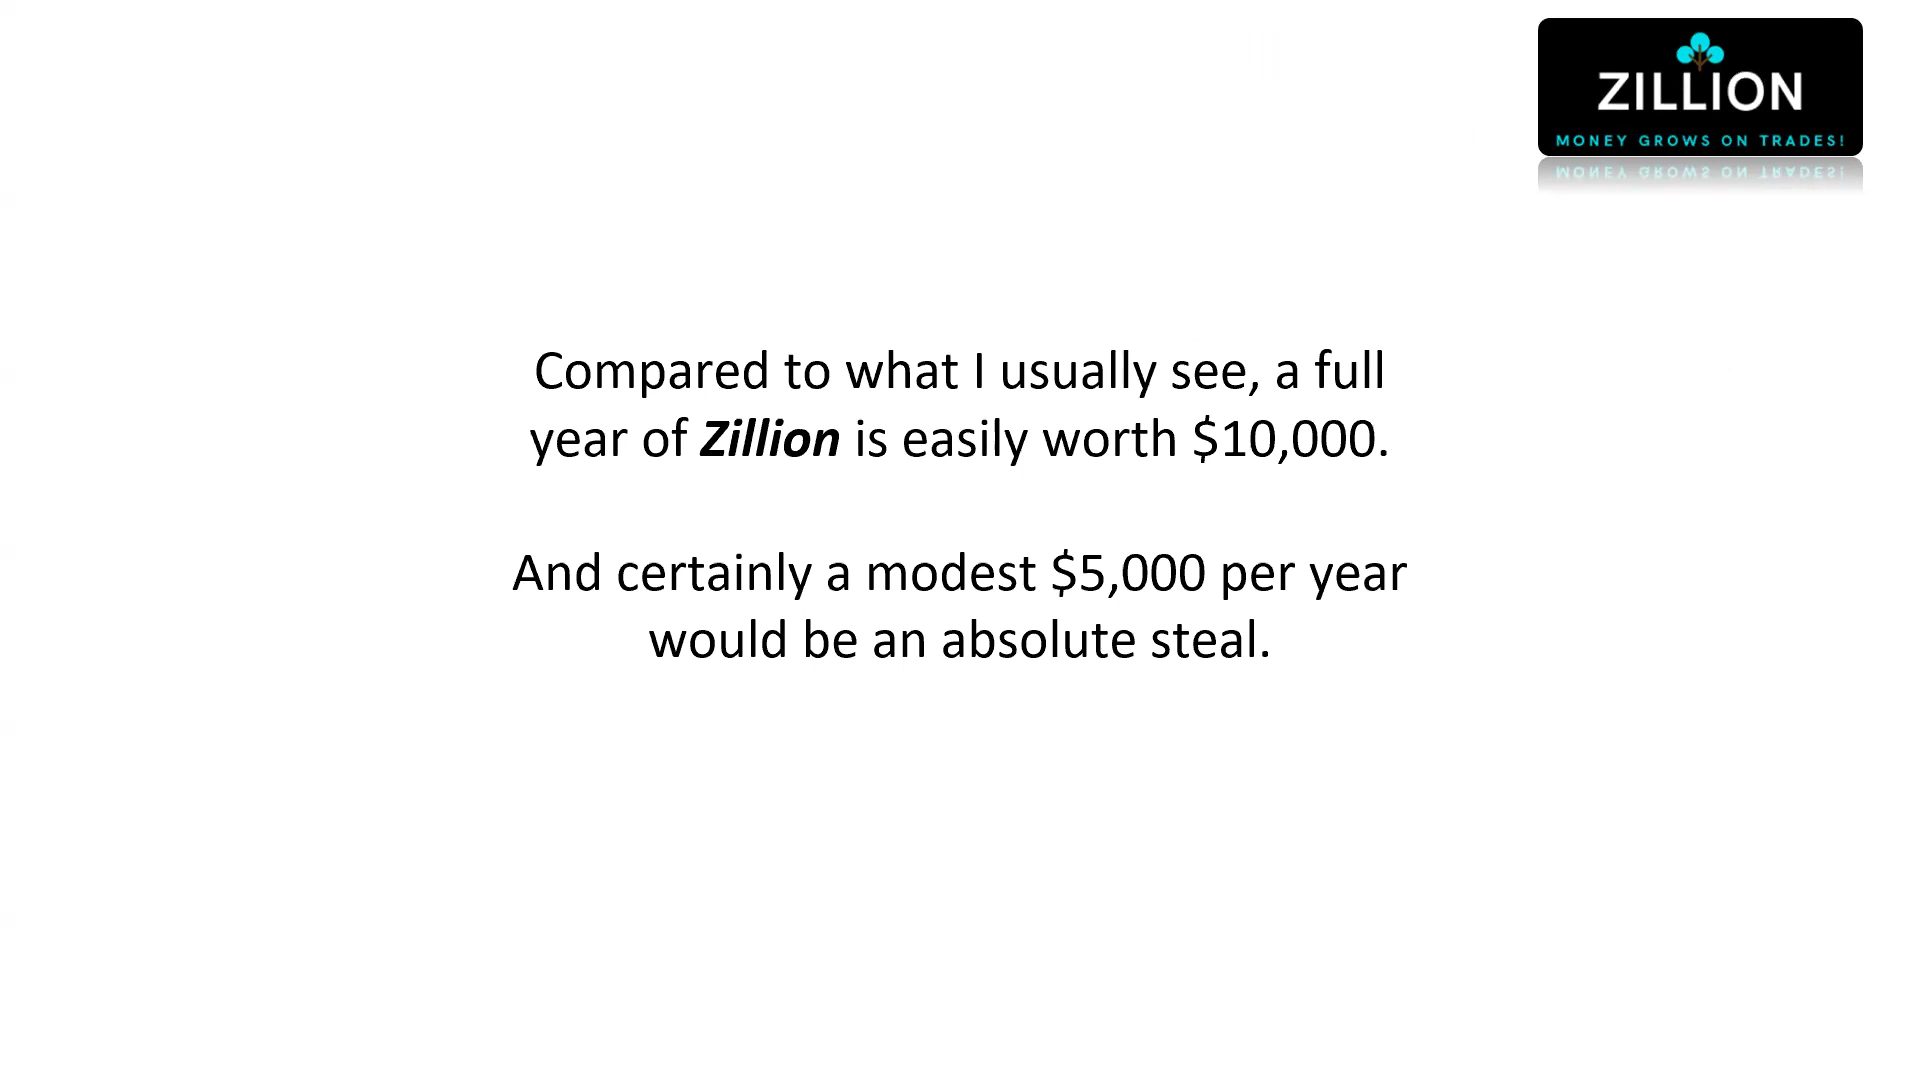 ZILLION
MONEY GROWS ON TRADES!
Compared to what I usually see, a full
year of Zillion is easily worth $10,000.
And certainly a modest $5,000 per year
would be an absolute steal.